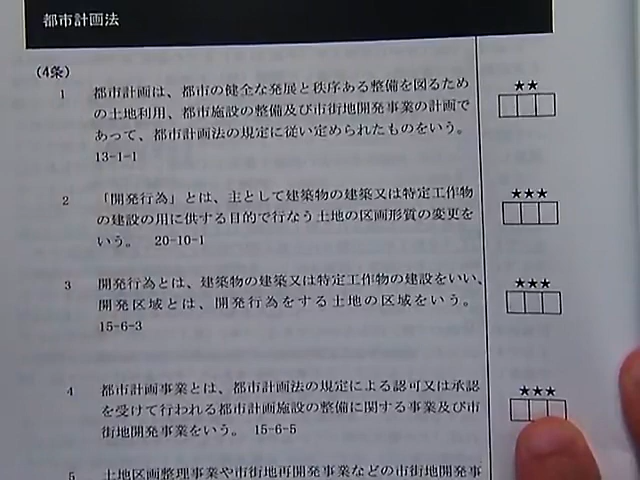 都市計画法
(4条)
1 都市計画は、都市の健全な発展と秩序ある整備を図るため
の土地利用、都市施設の整備及び市街地開発事業の計画で
あって、都市計画法の規定に従い定められたものをいう。
13-1-1
★★
2 「開発行為」とは、主として建築物の建築又は特定工作物
の建設の用に供する目的で行なう土地の区画形質の変更を
いう。 20-10-1
★★★
3 開発行為とは、建築物の建築又は特定工作物の建設をいい、
開発区域とは、開発行為をする土地の区域をいう。
15-6-3
★★★
4 都市計画事業とは、都市計画法の規定による認可又は承認
を受けて行われる都市計画施設の整備に関する事業及び市
街地開発事業をいう。 15-6-5
★★★
5 土地区画整理事業や市街地再開発事業などの市街地開発事